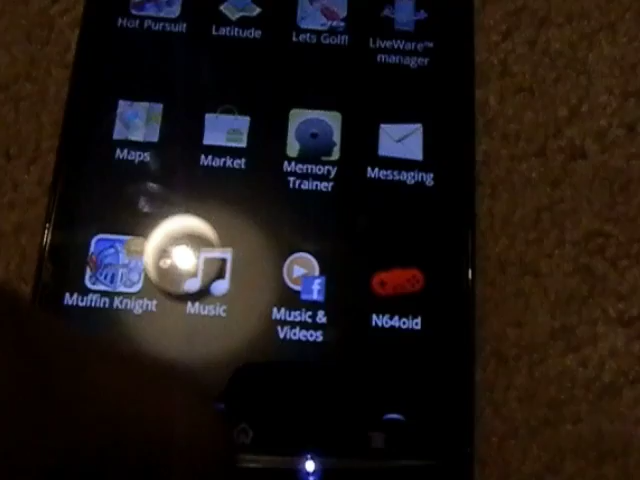 Hot Pursuit
Latitude
Lets Golf!
LiveWare™
manager
Maps
Market
Memory
Trainer
Messaging
Muffin Knight
Music
Music &
Videos
f
N64oid